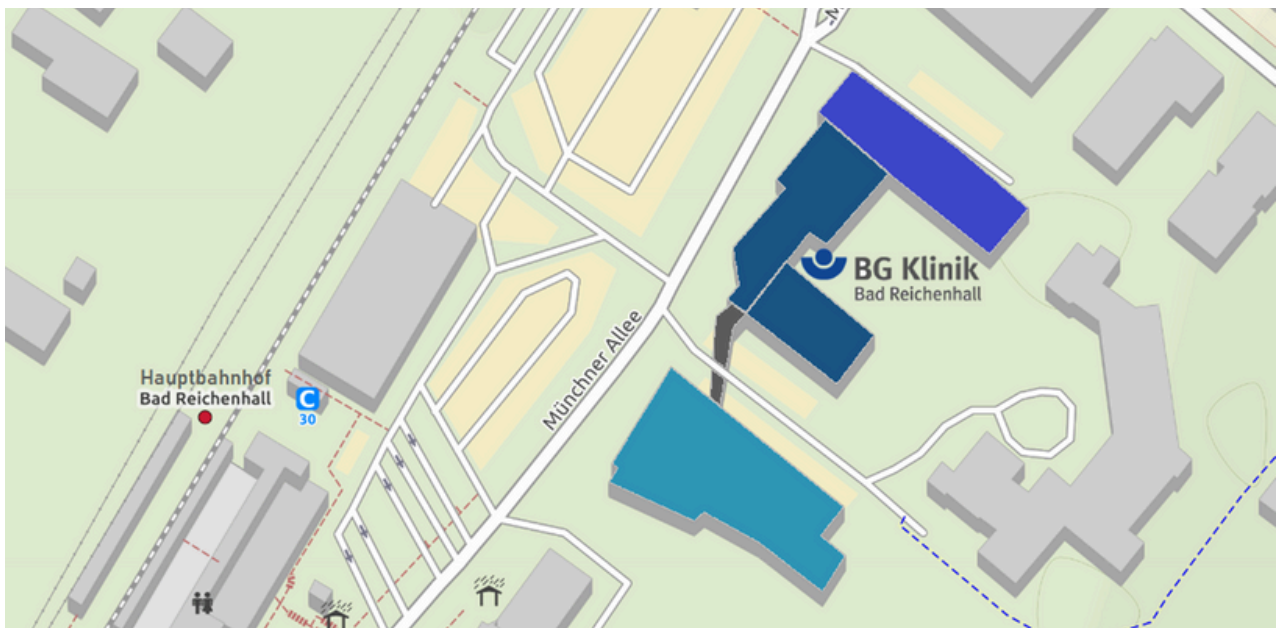 BG Klinik
Bad Reichenhall
Münchner Allee
Hauptbahnhof
Bad Reichenhall
C
30